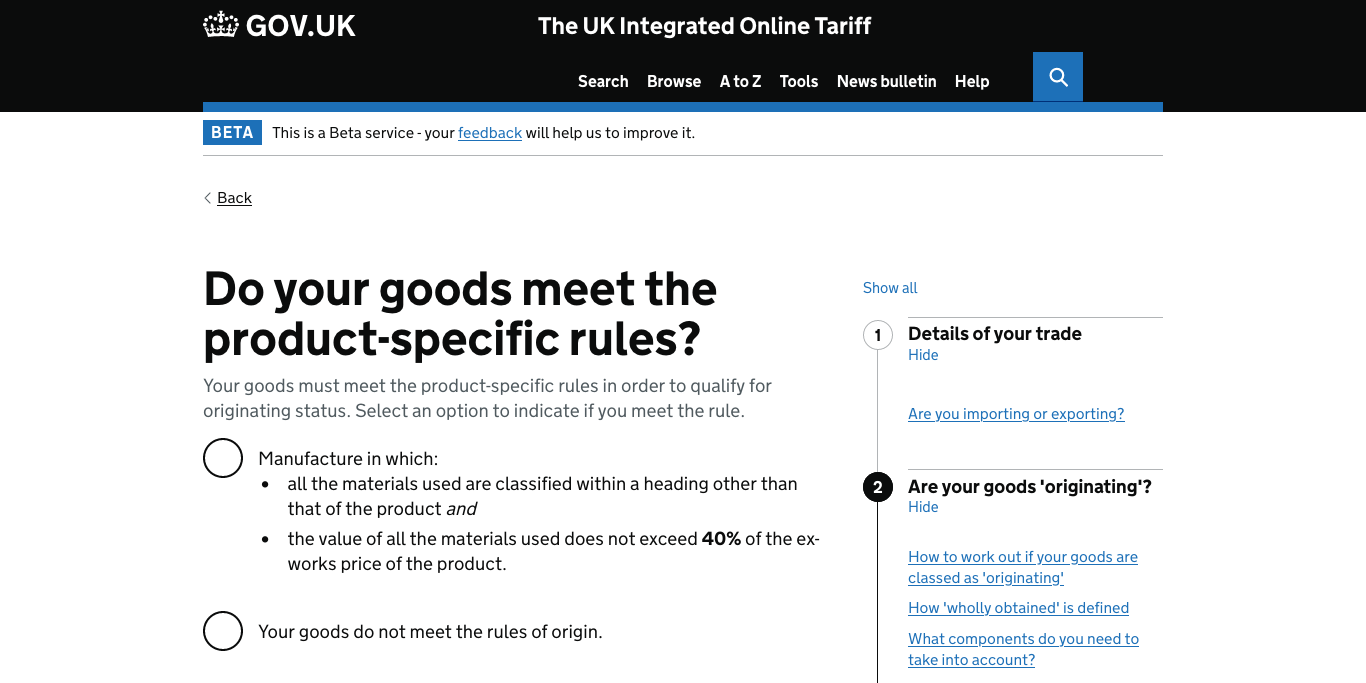 GOV.UK
The UK Integrated Online Tariff
Search Browse A to Z Tools News bulletin Help
BETA This is a Beta service - your feedback will help us to improve it.
Back
Do your goods meet the
product-specific rules?
Your goods must meet the product-specific rules in order to qualify for
originating status. Select an option to indicate if you meet the rule.
Manufacture in which:
• all the materials used are classified within a heading other than
that of the product and
• the value of all the materials used does not exceed 40% of the ex-
works price of the product.
Your goods do not meet the rules of origin.
Show all
1 Details of your trade
Hide
Are you importing or exporting?
2 Are your goods 'originating'?
Hide
How to work out if your goods are
classed as 'originating'
How 'wholly obtained' is defined
What components do you need to
take into account?